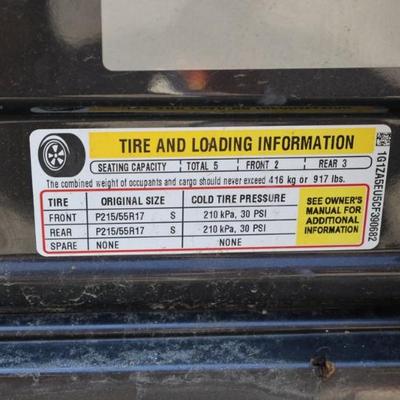 TIRE AND LOADING INFORMATION
SEATING CAPACITY TOTAL 5 FRONT 2 REAR 3
The combined weight of occupants and cargo should never exceed 416 kg or 917 lbs.
TIRE ORIGINAL SIZE COLD TIRE PRESSURE
FRONT P215/55R17 S 210 kPa, 30 PSI
REAR P215/55R17 S 210 kPa, 30 PSI
SPARE NONE NONE
SEE OWNER'S
MANUAL FOR
ADDITIONAL
INFORMATION
1G1ZA5EU5CF390682